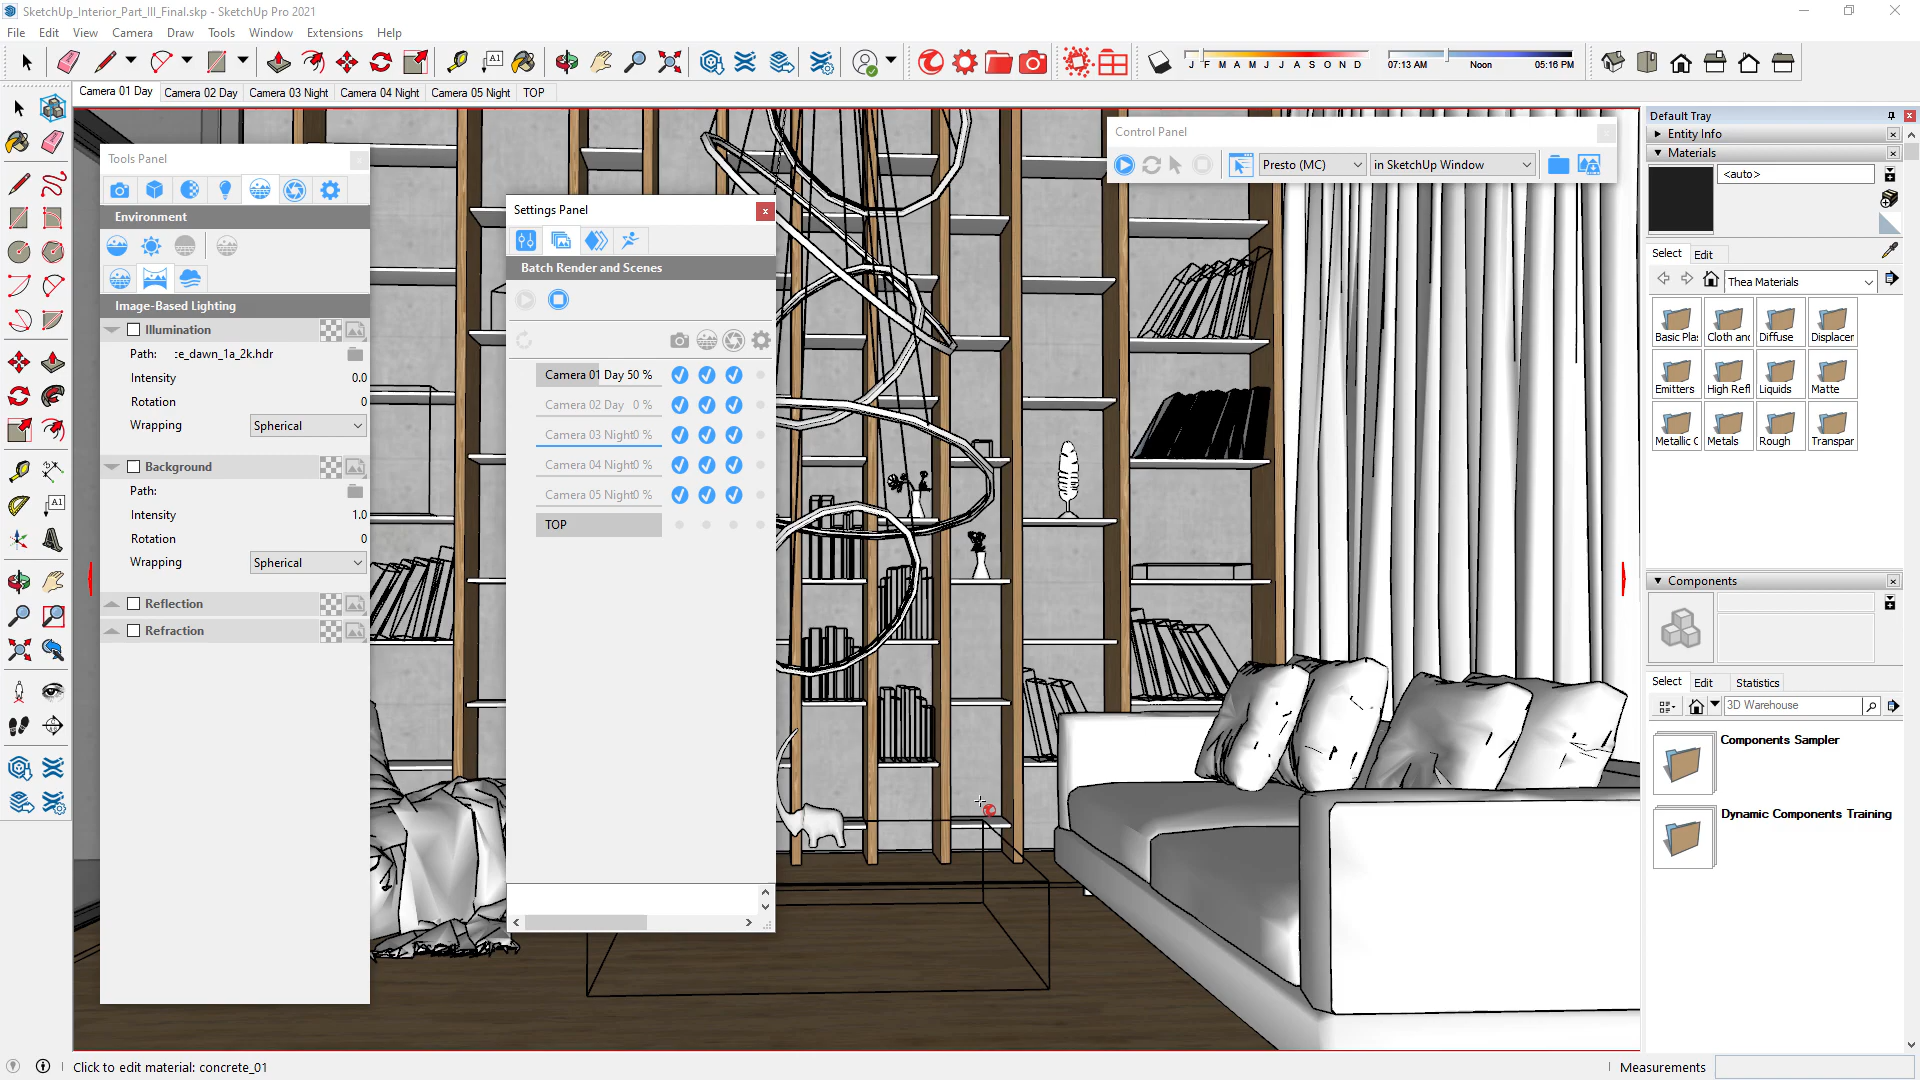 SketchUp_Interior_Part_III_Final.skp - SketchUp Pro 2021
File Edit View Camera Draw Tools Window Extensions Help
J F M A M J J A S O N D
07:13 AM Noon 05:16 PM
Camera 01 Day Camera 02 Day Camera 03 Night Camera 04 Night Camera 05 Night TOP
Tools Panel
Environment
Image-Based Lighting
Illumination
Path: :e_dawn_1a_2k.hdr
Intensity 0.0
Rotation 0
Wrapping Spherical
Background
Path:
Intensity 1.0
Rotation 0
Wrapping Spherical
Reflection
Refraction
Settings Panel
Batch Render and Scenes
Camera 01 Day 50 %
Camera 02 Day 0 %
Camera 03 Night0 %
Camera 04 Night0 %
Camera 05 Night0 %
TOP
Control Panel
Presto (MC) in SketchUp Window
Default Tray
Entity Info
Materials
<auto>
Select Edit
Thea Materials
Basic Pla Cloth and Diffuse Displacer
Emitters High Refl Liquids Matte
Metallic C Metals Rough Transpar
Components
Select Edit Statistics
3D Warehouse
Components Sampler
Dynamic Components Training
A1
A1
Click to edit material: concrete_01
Measurements